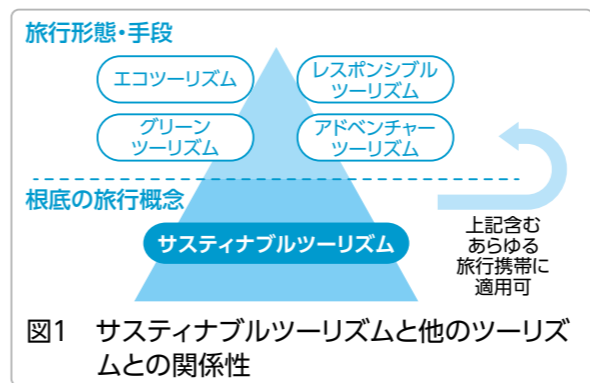 旅行形態・手段
エコツーリズム
レスポンシブル
ツーリズム
グリーン
ツーリズム
アドベンチャー
ツーリズム
根底の旅行概念
サスティナブルツーリズム
上記含む
あらゆる
旅行携帯に
適用可
図1 サスティナブルツーリズムと他のツーリズ
ムとの関係性